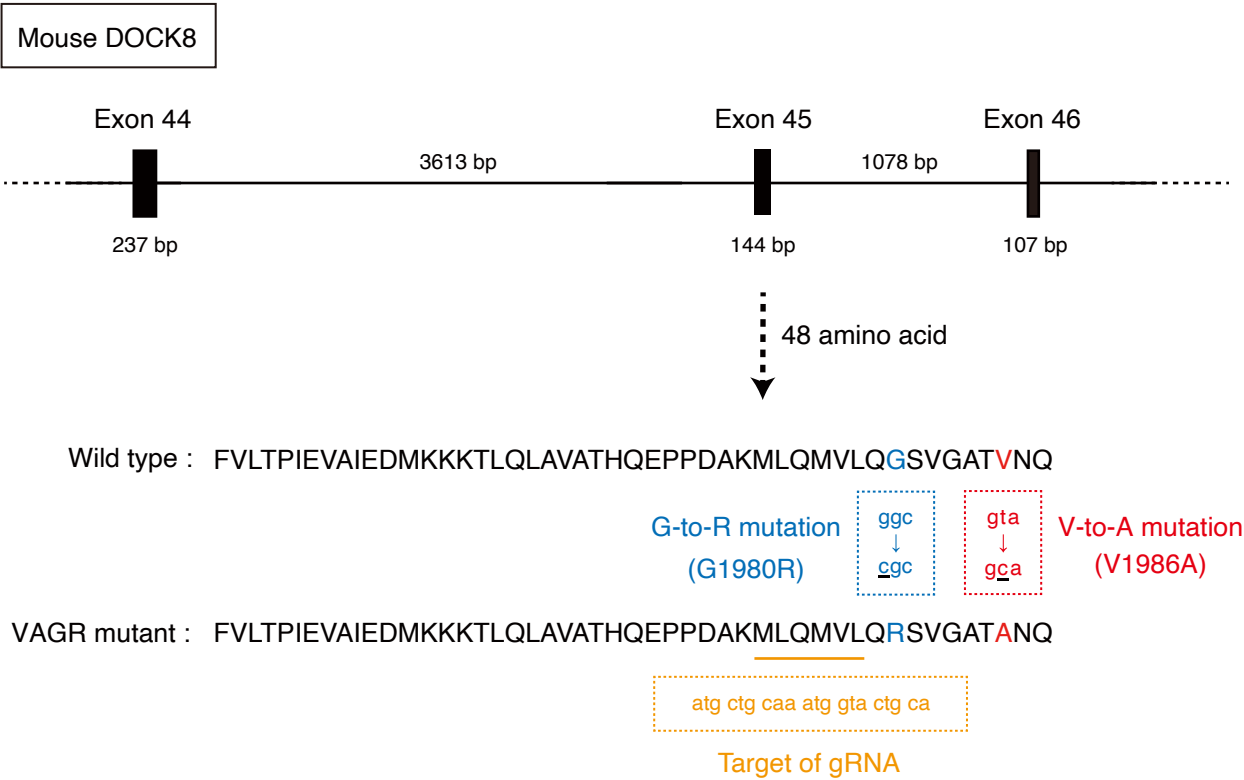 Mouse DOCK8
Exon 44
Exon 45
Exon 46
3613 bp
1078 bp
237 bp
144 bp
107 bp
48 amino acid
Wild type : FVLTPIEVAIEDMKKKTLQLAVATHQEPPDAKMLQMVLQGSVGATVNQ
G-to-R mutation
(G1980R)
ggc
↓
cgc
gta
↓
gca
V-to-A mutation
(V1986A)
VAGR mutant : FVLTPIEVAIEDMKKKTLQLAVATHQEPPDAKMLQMVLQRSVGATANQ
atg ctg caa atg gta ctg ca
Target of gRNA